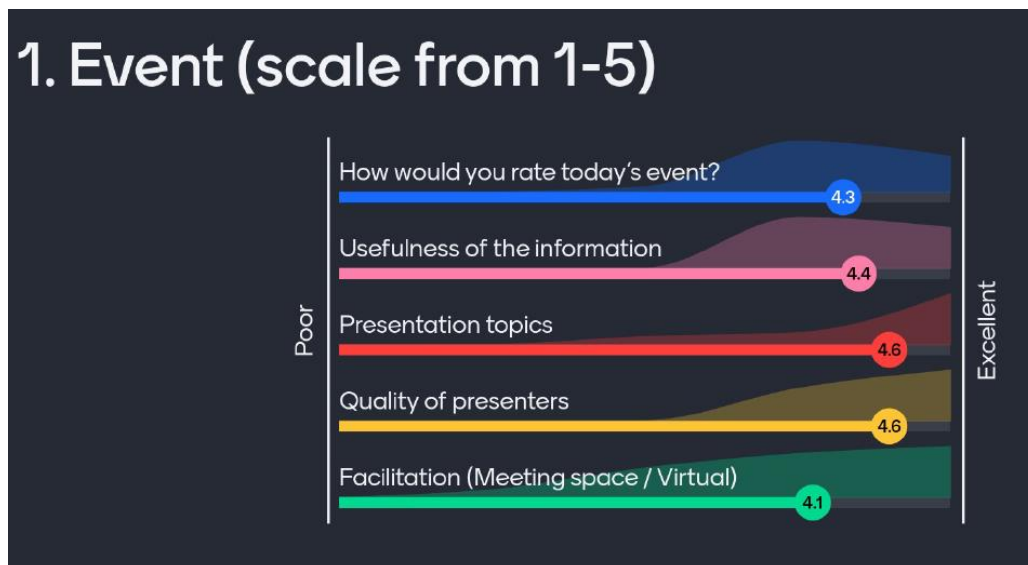 1. Event (scale from 1-5)
How would you rate today's event?
4.3
Usefulness of the information
4.4
Poor
Presentation topics
4.6
Excellent
Quality of presenters
4.6
Facilitation (Meeting space / Virtual)
4.1